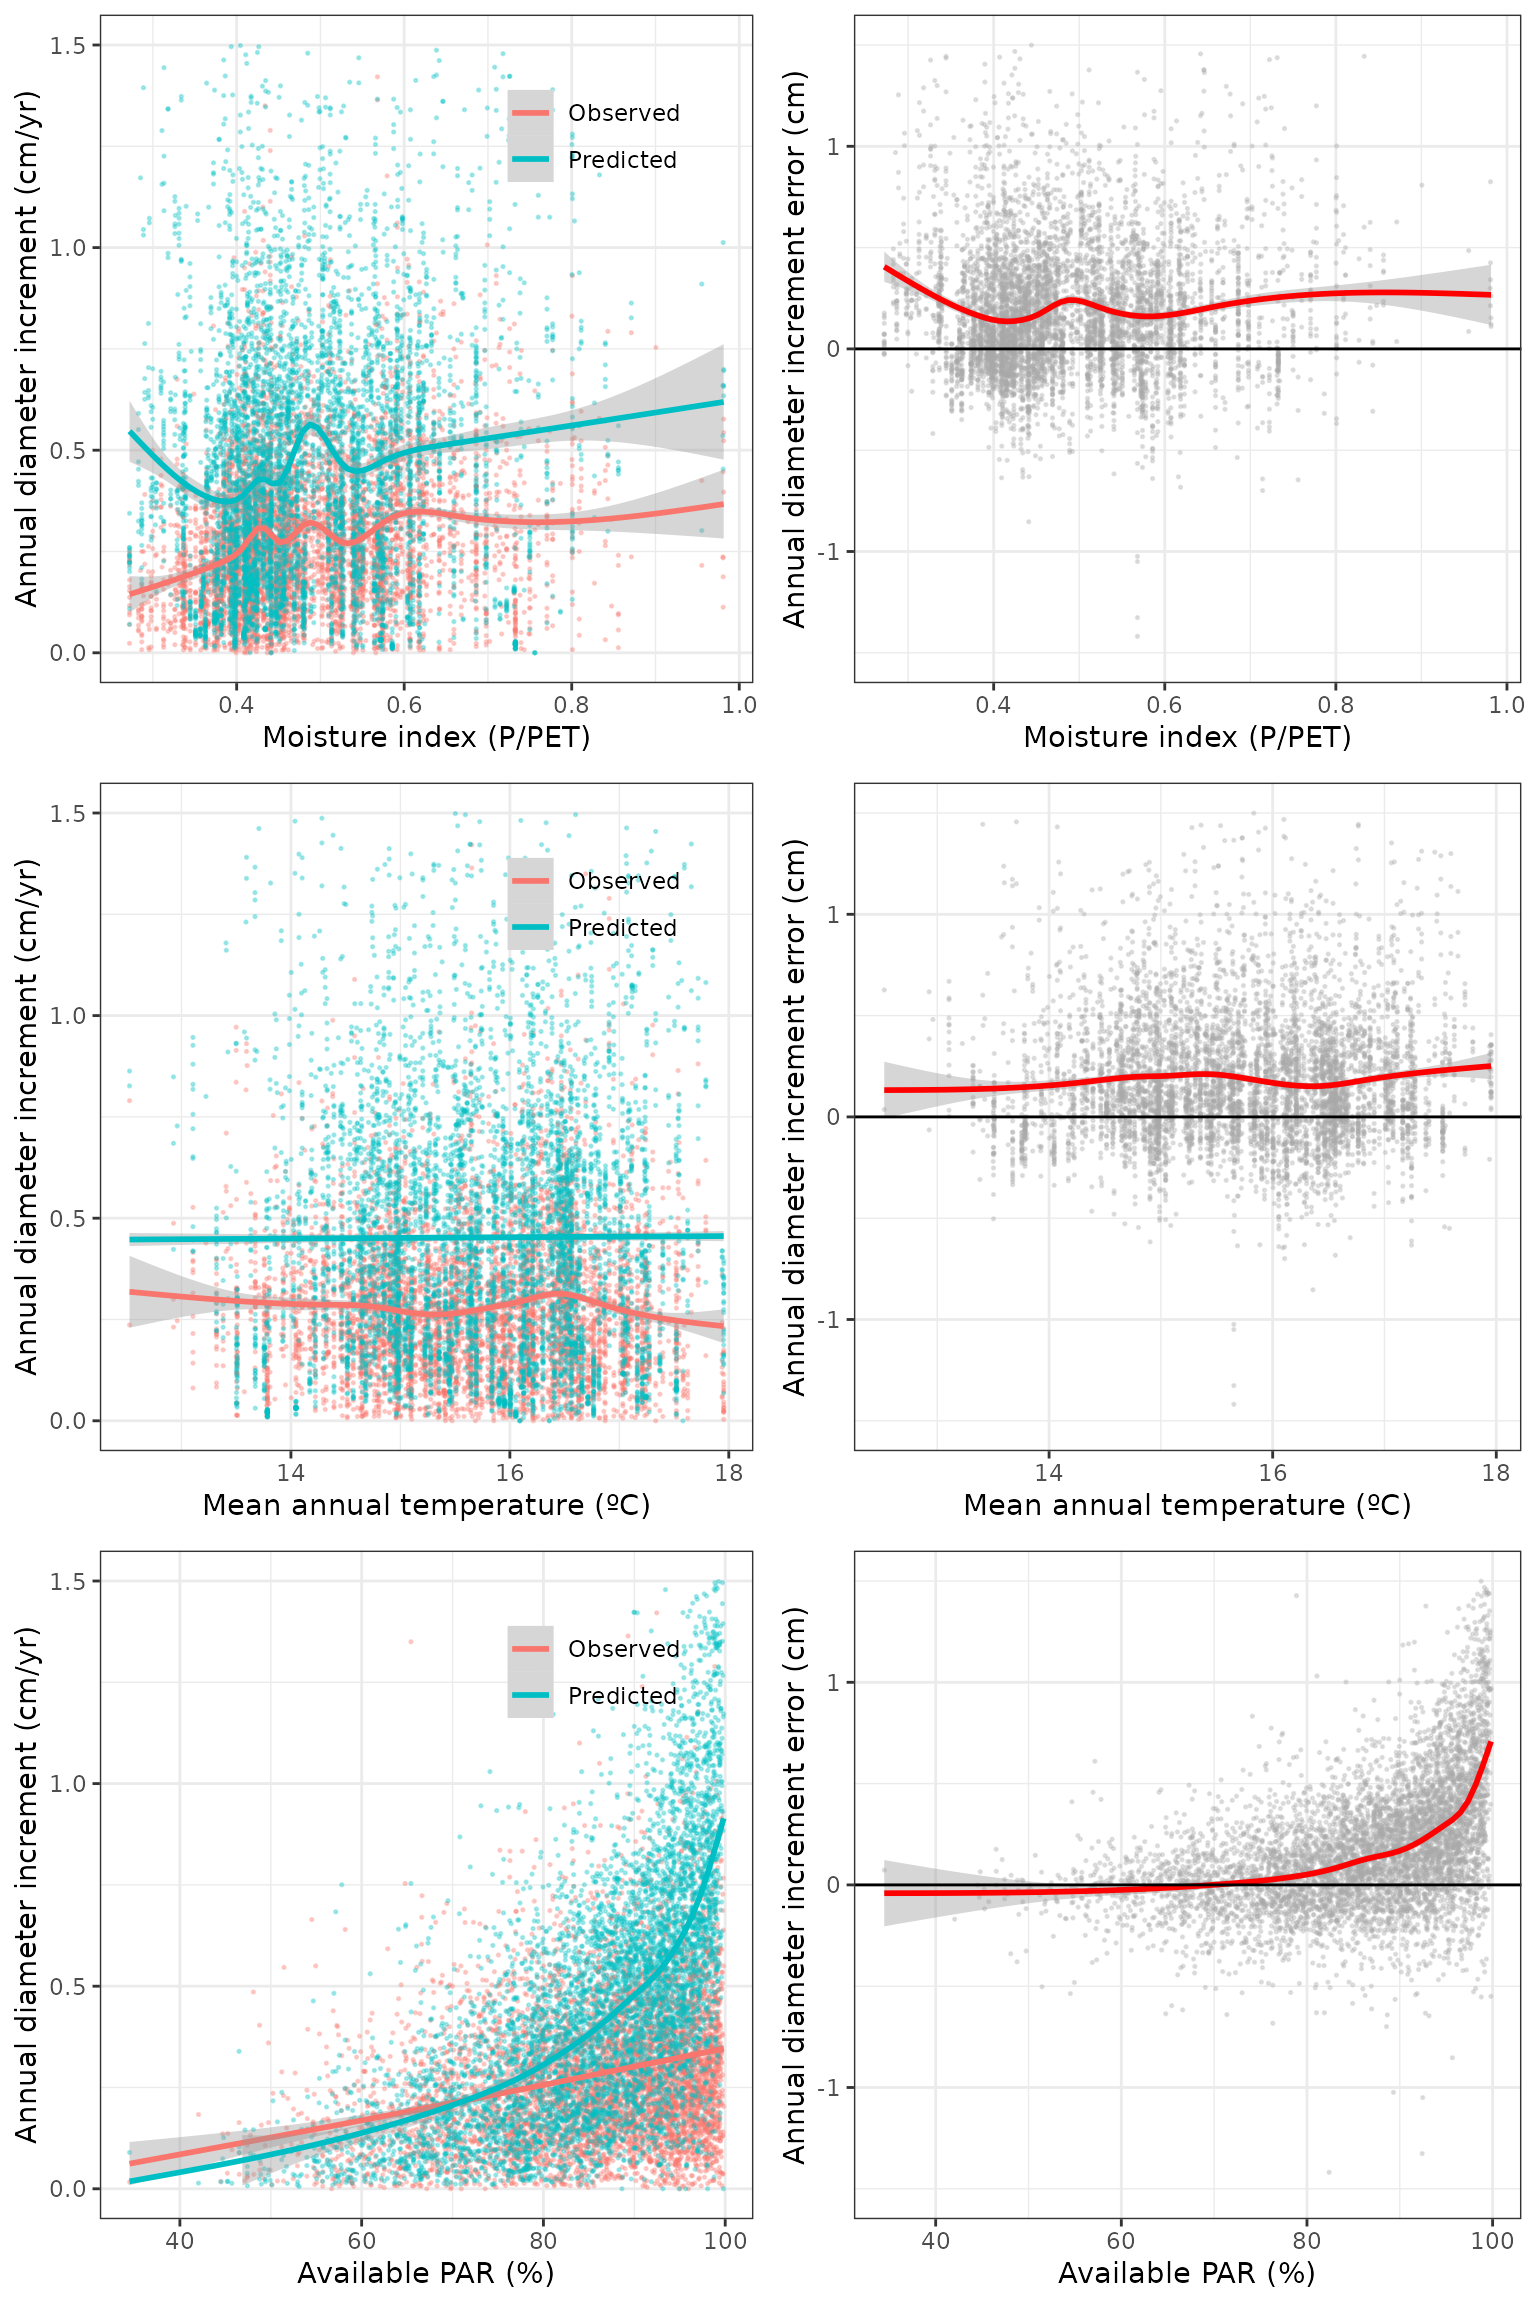 Annual diameter increment (cm/yr)
1.5
1.0
0.5
0.0
Observed
Predicted
0.4 0.6 0.8 1.0
Moisture index (P/PET)
Annual diameter increment error (cm)
1
0
-1
0.4 0.6 0.8 1.0
Moisture index (P/PET)
Annual diameter increment (cm/yr)
1.5
1.0
0.5
0.0
Observed
Predicted
14 16 18
Mean annual temperature (ºC)
Annual diameter increment error (cm)
1
0
-1
14 16 18
Mean annual temperature (ºC)
Annual diameter increment (cm/yr)
1.5
1.0
0.5
0.0
Observed
Predicted
40 60 80 100
Available PAR (%)
Annual diameter increment error (cm)
1
0
-1
40 60 80 100
Available PAR (%)